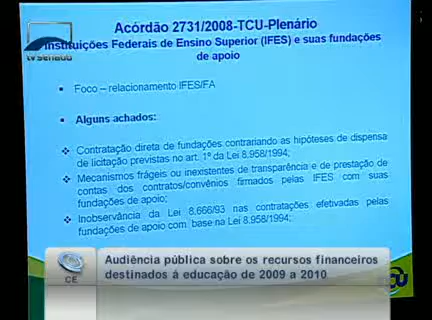 Acórdão 2731/2008-TCU-Plenário
Instituições Federais de Ensino Superior (IFES) e suas fundações
de apoio
tv senado
Foco – relacionamento IFES/FA
Alguns achados:
Contratação direta de fundações contrariando as hipóteses de dispensa
de licitação previstas no art. 1º da Lei 8.958/1994;
Mecanismos frágeis ou inexistentes de transparência e de prestação de
contas dos contratos/convênios firmados pelas IFES com suas
fundações de apoio;
Inobservância da Lei 8.666/93 nas contratações efetivadas pelas
fundações de apoio com base na Lei 8.958/1994;
Audiência pública sobre os recursos financeiros
destinados à educação de 2009 a 2010
CE